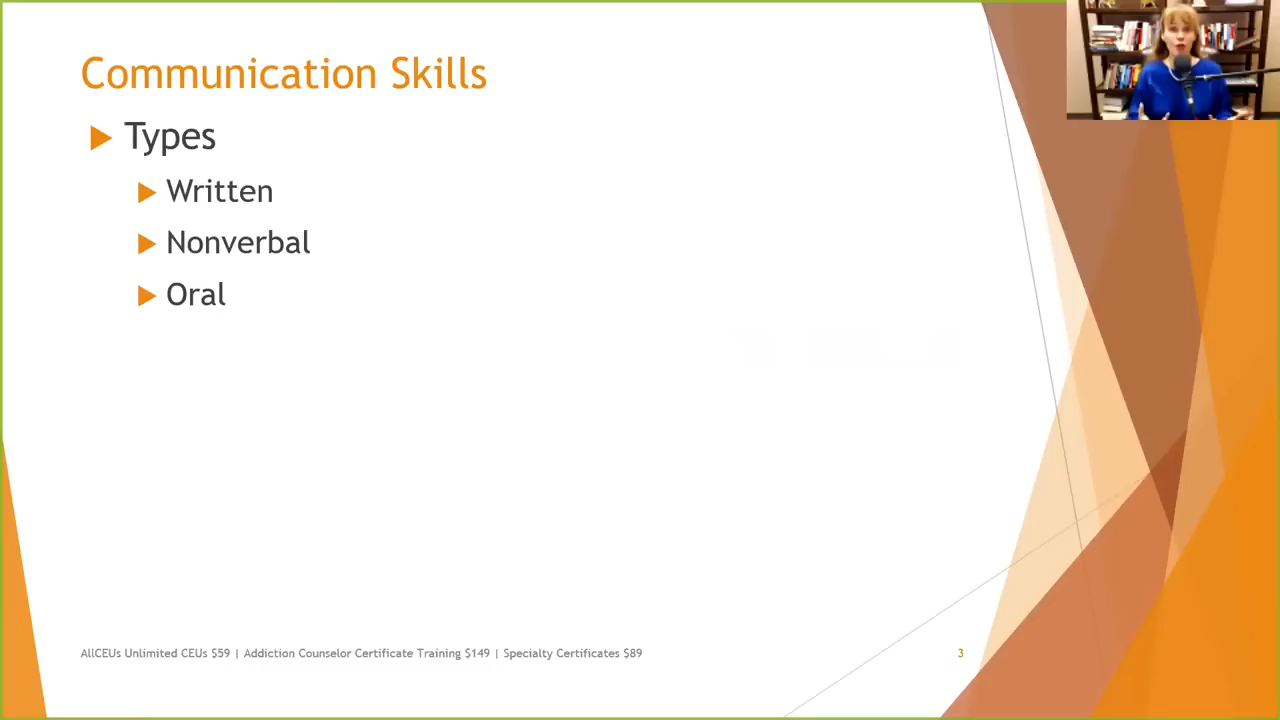 Communication Skills
Types
Written
Nonverbal
Oral
AllCEUs Unlimited CEUs $59 | Addiction Counselor Certificate Training $149 | Specialty Certificates $89
3